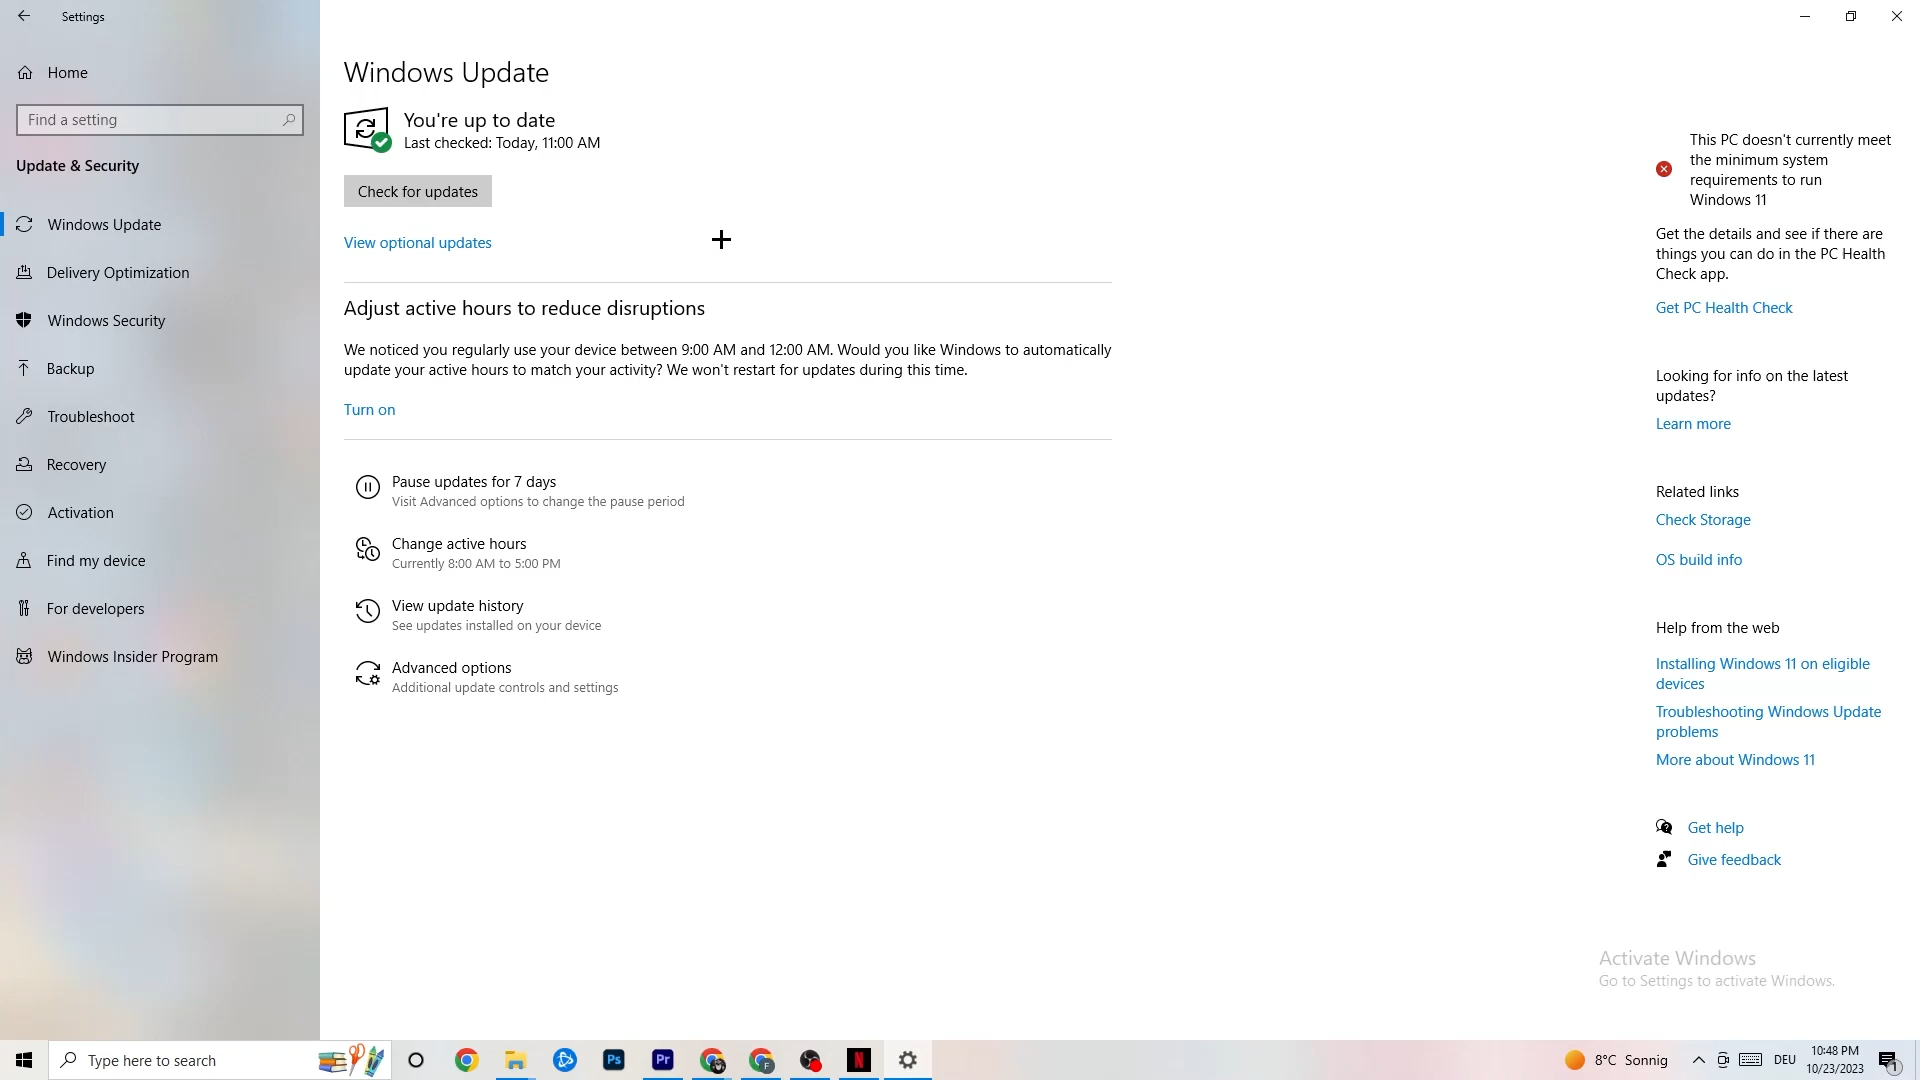 Settings
Home
Find a setting
Update & Security
Windows Update
Delivery Optimization
Windows Security
Backup
Troubleshoot
Recovery
Activation
Find my device
For developers
Windows Insider Program
Windows Update
You're up to date
Last checked: Today, 11:00 AM
Check for updates
View optional updates
Adjust active hours to reduce disruptions
We noticed you regularly use your device between 9:00 AM and 12:00 AM. Would you like Windows to automatically
update your active hours to match your activity? We won't restart for updates during this time.
Turn on
Pause updates for 7 days
Visit Advanced options to change the pause period
Change active hours
Currently 8:00 AM to 5:00 PM
View update history
See updates installed on your device
Advanced options
Additional update controls and settings
This PC doesn't currently meet
the minimum system
requirements to run
Windows 11
Get the details and see if there are
things you can do in the PC Health
Check app.
Get PC Health Check
Looking for info on the latest
updates?
Learn more
Related links
Check Storage
OS build info
Help from the web
Installing Windows 11 on eligible
devices
Troubleshooting Windows Update
problems
More about Windows 11
Get help
Give feedback
Activate Windows
Go to Settings to activate Windows.
Type here to search
Ps
Pr
F
N
8°C Sonnig
DEU
10:48 PM
10/23/2023
1